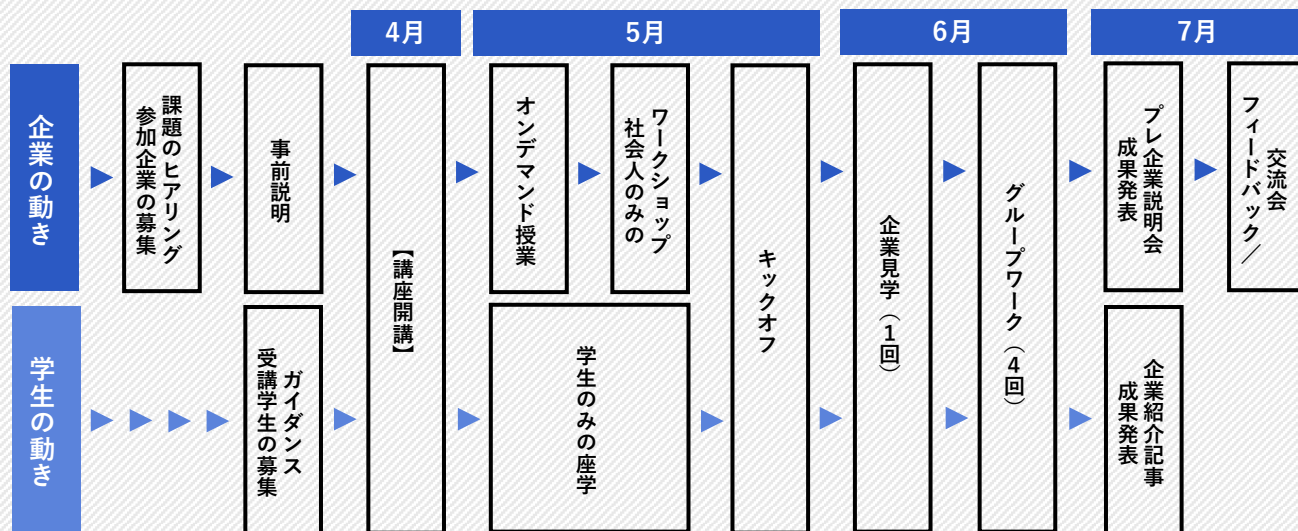 4月
5月
6月
7月
企業の動き
課題のヒアリング
参加企業の募集
事前説明
【講座開講】
オンデマンド授業
ワークショップ
社会人のみの
キックオフ
企業見学（1回）
グループワーク（4回）
プレ企業説明会
成果発表
交流会
フィードバック／
学生の動き
ガイダンス
受講学生の募集
学生のみの座学
企業紹介記事
成果発表